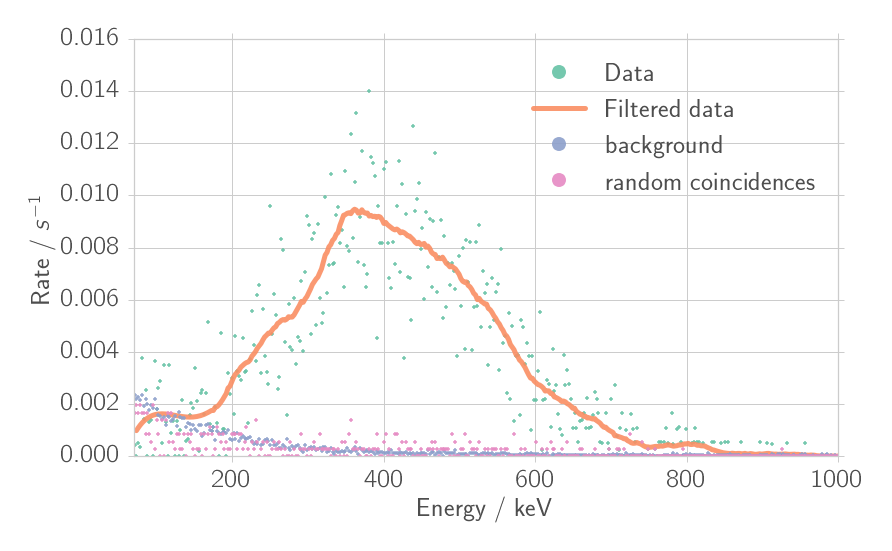 0.016
0.014
0.012
0.010
0.008
0.006
0.004
0.002
0.000
Rate / s⁻¹
Data
Filtered data
background
random coincidences
200 400 600 800 1000
Energy / keV